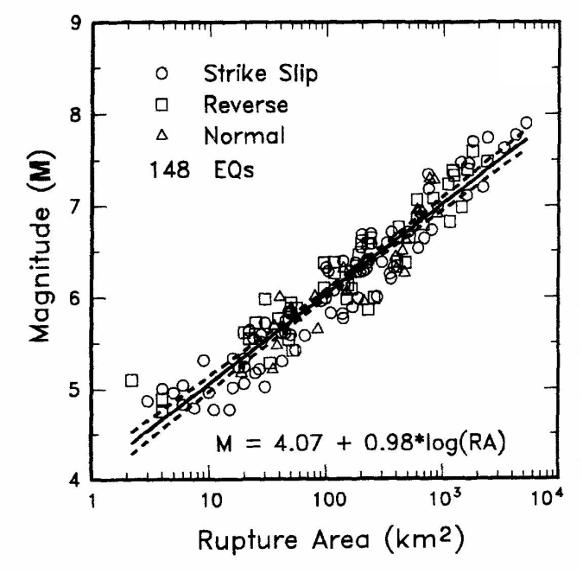 9
8
7
6
5
4
Magnitude (M)
Strike Slip
Reverse
Normal
148 EQs
M = 4.07 + 0.98*log(RA)
1 10 100 10³ 10⁴
Rupture Area (km²)